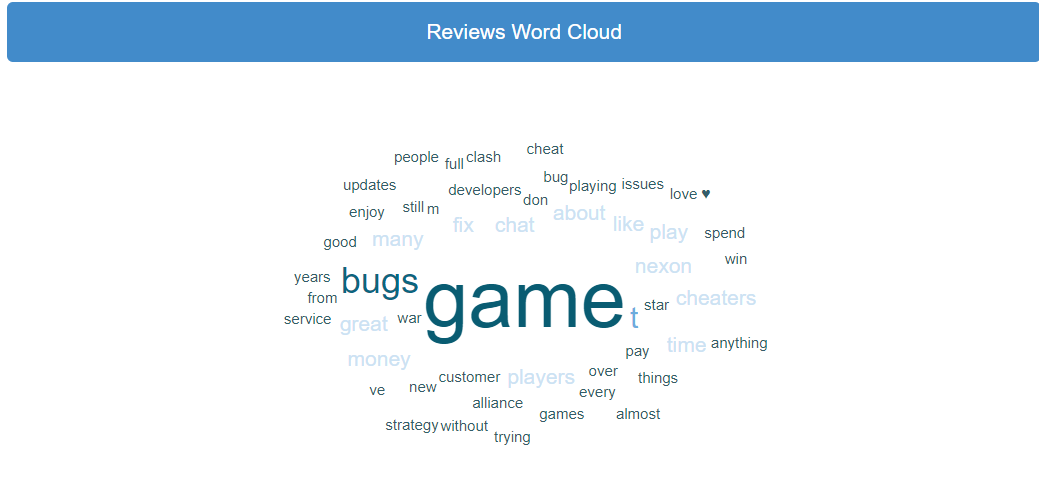 Reviews Word Cloud
cheat
people full clash
bug
updates developers playing issues
love ♥
enjoy still m don
fix chat about like play spend
good many
win
nexon
years bugs game
from star cheaters
service great war t
time anything
money pay
customer players over things
ve new every
alliance
games almost
strategy without
trying